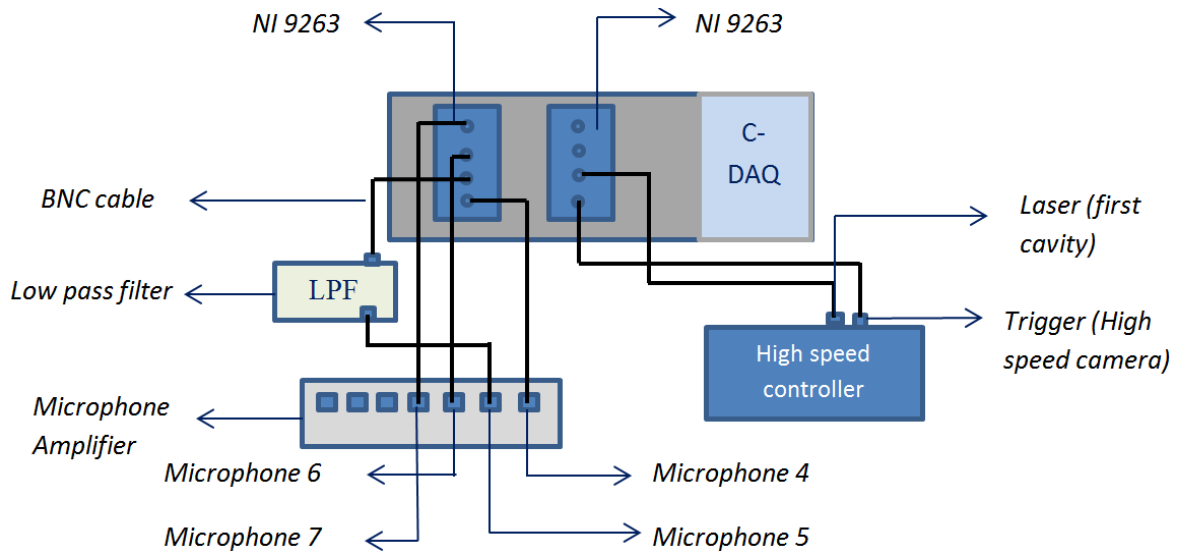 NI 9263
NI 9263
C-
DAQ
BNC cable
Laser (first
cavity)
Low pass filter
LPF
Trigger (High
speed camera)
High speed
controller
Microphone
Amplifier
Microphone 6
Microphone 4
Microphone 7
Microphone 5